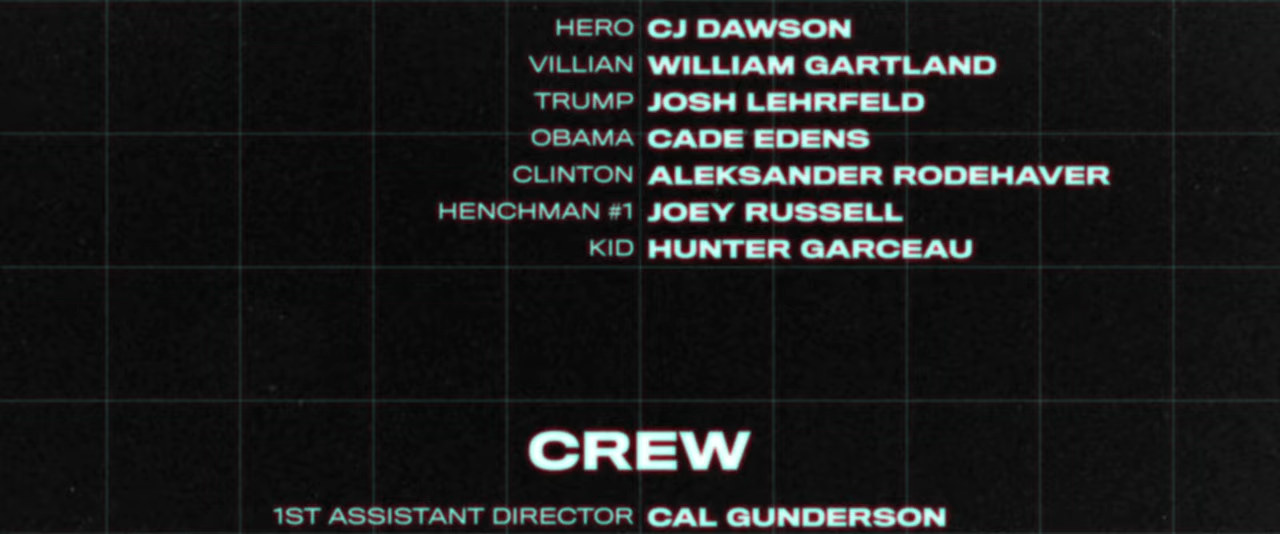 HERO CJ DAWSON
VILLIAN WILLIAM GARTLAND
TRUMP JOSH LEHRFELD
OBAMA CADE EDENS
CLINTON ALEKSANDER RODEHAVER
HENCHMAN #1 JOEY RUSSELL
KID HUNTER GARCEAU
CREW
1ST ASSISTANT DIRECTOR CAL GUNDERSON